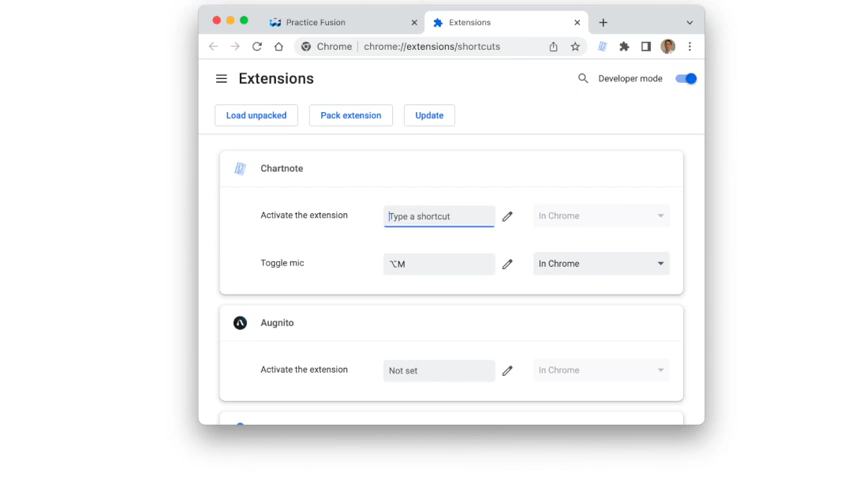 Practice Fusion
Extensions
Chrome | chrome://extensions/shortcuts
Extensions
Developer mode
Load unpacked
Pack extension
Update
Chartnote
Activate the extension
Type a shortcut
In Chrome
Toggle mic
⌥M
In Chrome
Augnito
Activate the extension
Not set
In Chrome